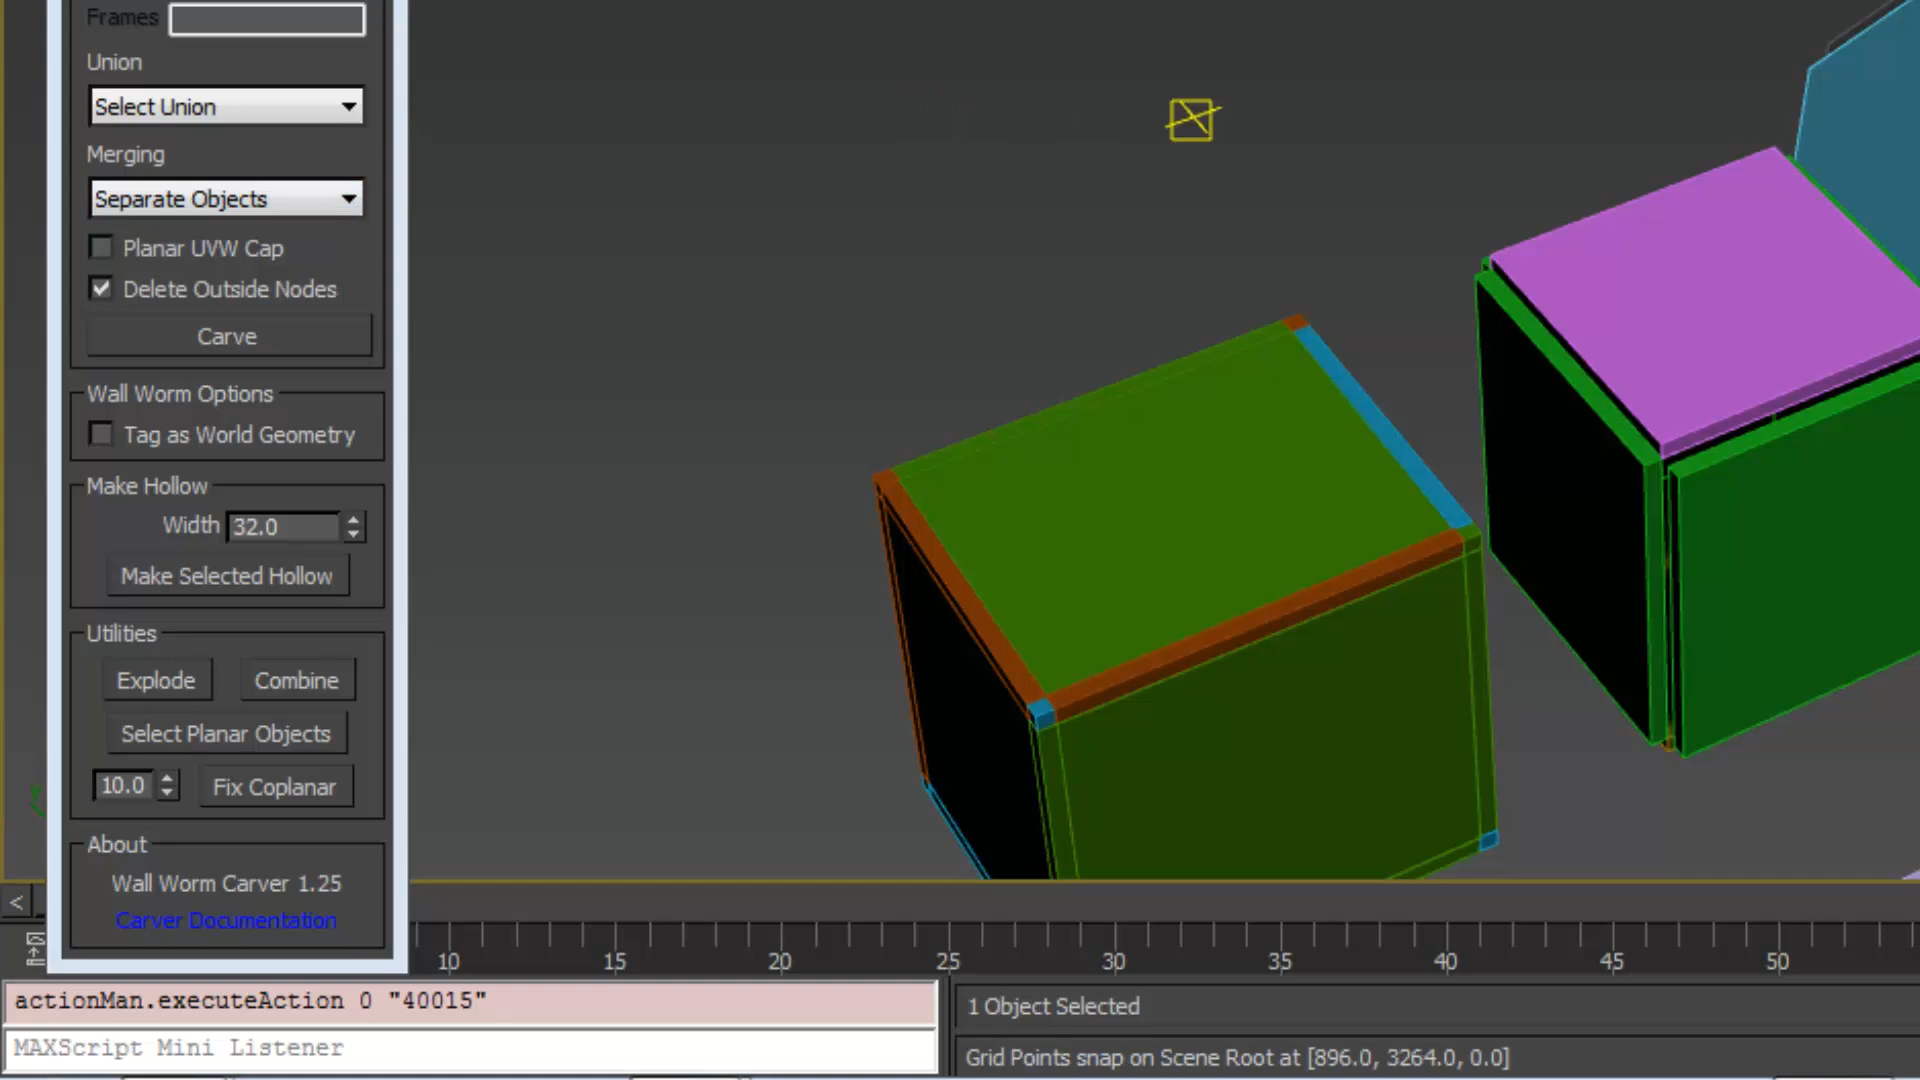 Frames
Union
Select Union
Merging
Separate Objects
Planar UVW Cap
Delete Outside Nodes
Carve
Wall Worm Options
Tag as World Geometry
Make Hollow
Width 32.0
Make Selected Hollow
Utilities
Explode Combine
Select Planar Objects
10.0 Fix Coplanar
About
Wall Worm Carver 1.25
Carver Documentation
<
10 15 20 25 30 35 40 45 50
actionMan.executeAction 0 "40015"
1 Object Selected
MAXScript Mini Listener
Grid Points snap on Scene Root at [896.0, 3264.0, 0.0]